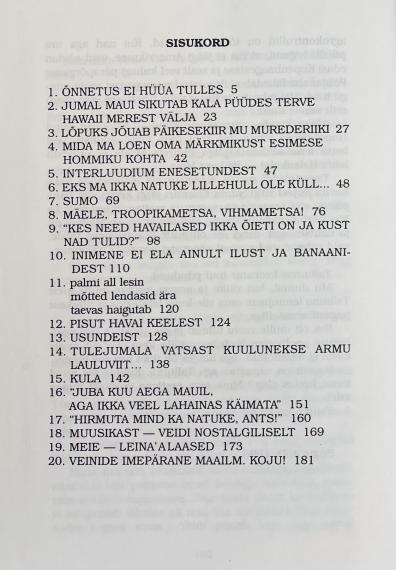 SISUKORD
1. ÕNNETUS EI HÜÜA TULLES 5
2. JUMAL MAUI SIKUTAB KALA PÜÜDES TERVE
HAWAII MEREST VÄLJA 23
3. LÕPUKS JÕUAB PÄIKESEKIIR MU MUREDERIIKI 27
4. MIDA MA LOEN OMA MÄRKMIKUST ESIMESE
HOMMIKU KOHTA 42
5. INTERLUUDIUM ENESETUNDEST 47
6. EKS MA IKKA NATUKE LILLEHULL OLE KÜLL... 48
7. SUMO 69
8. MÄELE, TROOPIKAMETSA, VIHMAMETSA! 76
9. “KES NEED HAVAILASED IKKA ÕIETI ON JA KUST
NAD TULID?” 98
10. INIMENE EI ELA AINULT ILUST JA BANAANI-
DEST 110
11. palmi all lesin
mõtted lendasid ära
taevas haigutab 120
12. PISUT HAVAI KEELEST 124
13. USUNDEIST 128
14. TULEJUMALA VATSAST KUULUNEKSE ARMU
LAULUVIIT... 138
15. KULA 142
16. “JUBA KUU AEGA MAUIL,
AGA IKKA VEEL LAHAINAS KÄIMATA” 151
17. “HIRMUTA MIND KA NATUKE, ANTS!” 160
18. MUUSIKAST — VEIDI NOSTALGILISELT 169
19. MEIE — LEINA'ALAASED 173
20. VEINIDE IMEPÄRANE MAAILM. KOJU! 181